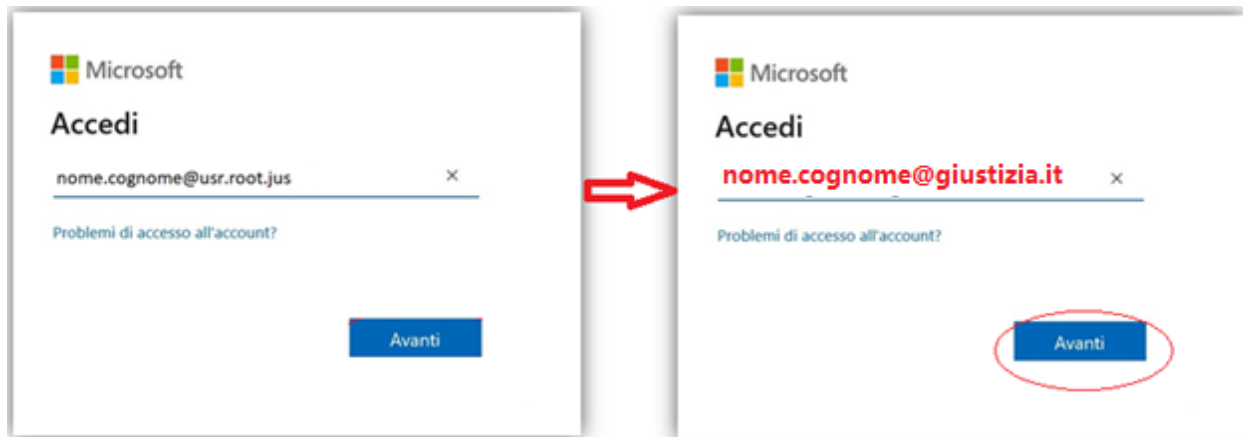 Microsoft
Accedi
nome.cognome@usr.root.jus
Problemi di accesso all'account?
Avanti
Microsoft
Accedi
nome.cognome@giustizia.it
Problemi di accesso all'account?
Avanti